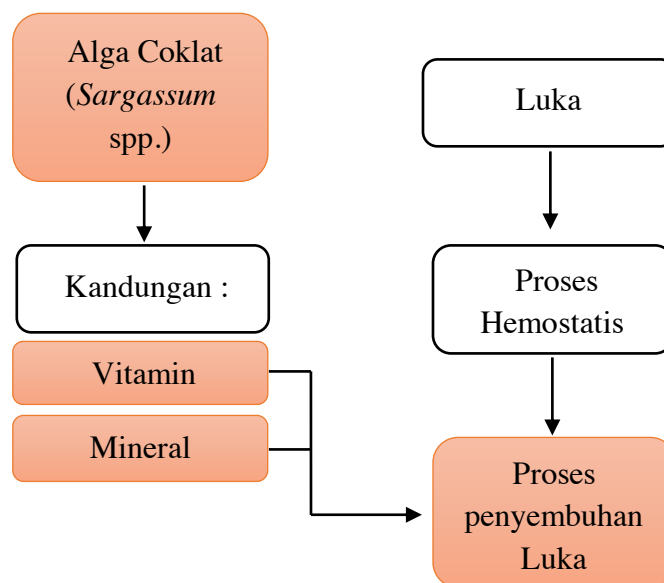 Alga Coklat
(Sargassum
spp.)
Kandungan :
Vitamin
Mineral
Luka
Proses
Hemostatis
Proses
penyembuhan
Luka